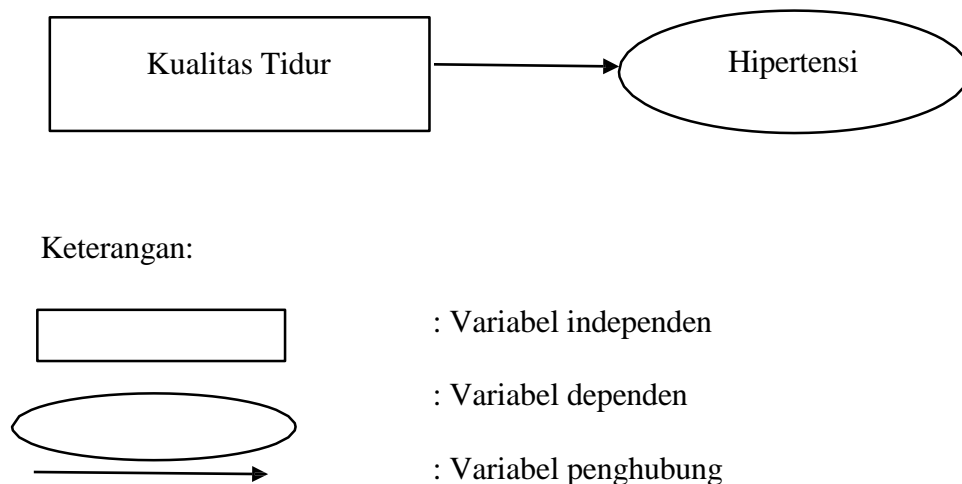 Kualitas Tidur
Hipertensi
Keterangan:
: Variabel independen
: Variabel dependen
: Variabel penghubung